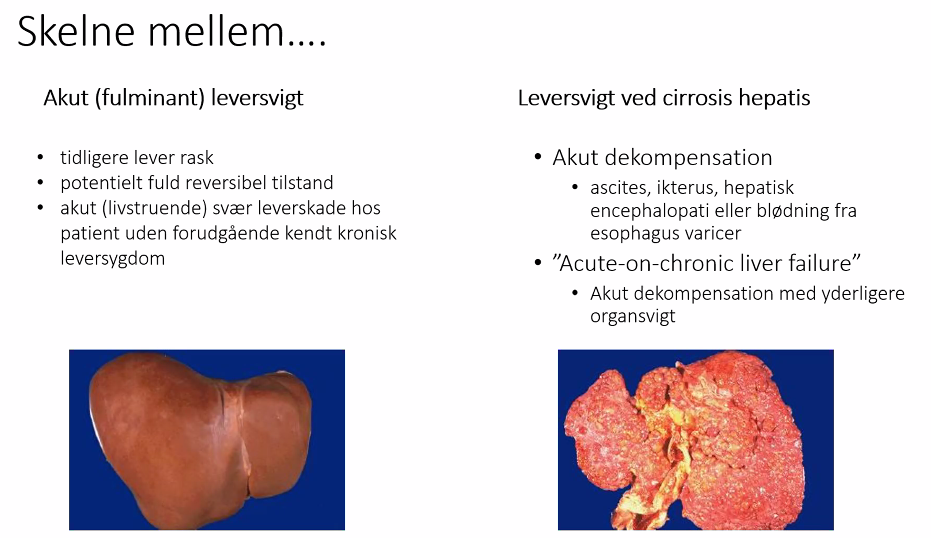 Skelne mellem….
Akut (fulminant) leversvigt
• tidligere lever rask
• potentielt fuld reversibel tilstand
• akut (livstruende) svær leverskade hos
patient uden forudgående kendt kronisk
leversygdom
Leversvigt ved cirrosis hepatis
• Akut dekompensation
• ascites, ikterus, hepatisk
encephalopati eller blødning fra
esophagus varicer
• ”Acute-on-chronic liver failure”
• Akut dekompensation med yderligere
organsvigt